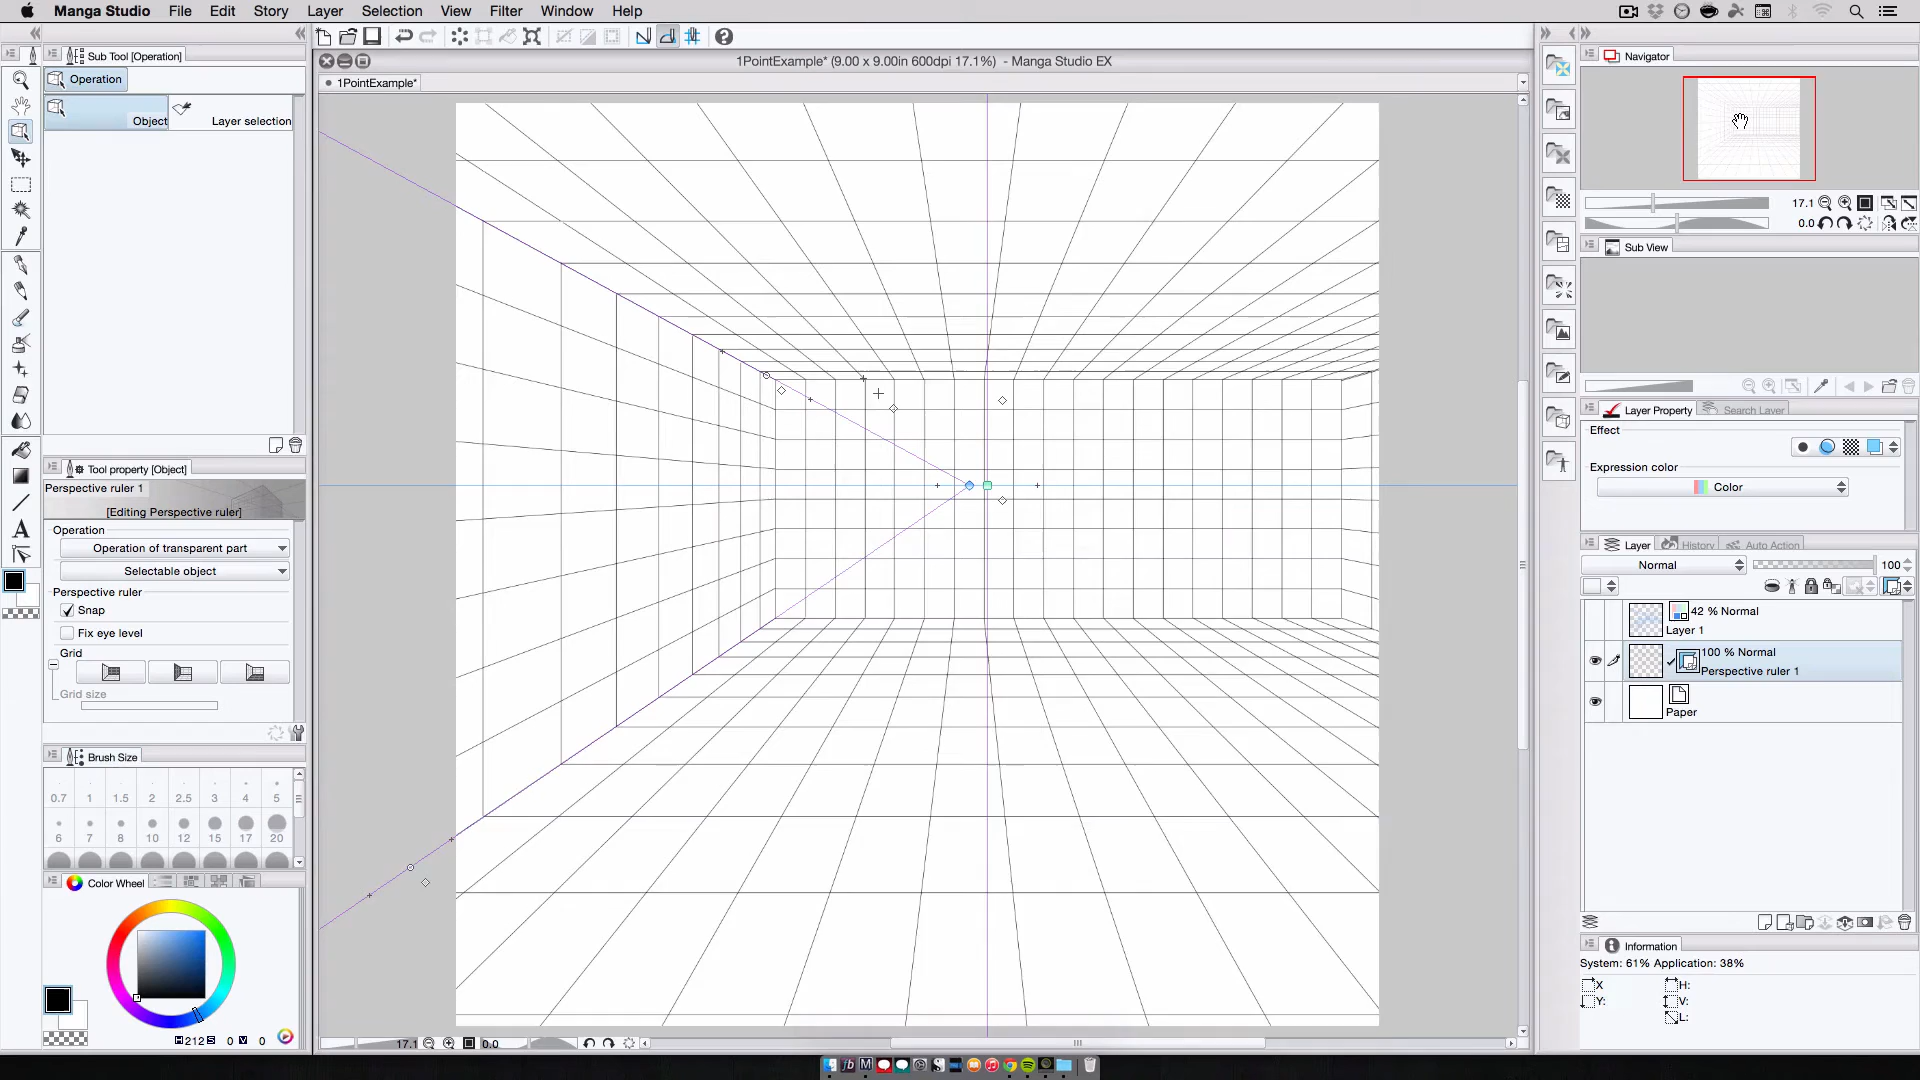 Manga Studio File Edit Story Layer Selection View Filter Window Help
Sub Tool [Operation]
Operation
Object
Layer selection
1PointExample* (9.00 x 9.00in 600dpi 17.1%) - Manga Studio EX
1PointExample*
Tool property [Object]
Perspective ruler 1
[Editing Perspective ruler]
Operation
Operation of transparent part
Selectable object
Perspective ruler
Snap
Fix eye level
Grid
Grid size
Brush Size
0.7 1 1.5 2 2.5 3 4 5
6 7 8 10 12 15 17 20
Color Wheel
H 212 S 0 V 0
17.1 0.0
Navigator
17.1
0.0
Sub View
Layer Property Search Layer
Effect
Expression color
Color
Layer History Auto Action
Normal 100
42 % Normal
Layer 1
100 % Normal
Perspective ruler 1
Paper
Information
System: 61% Application: 38%
X H:
Y: V:
L: